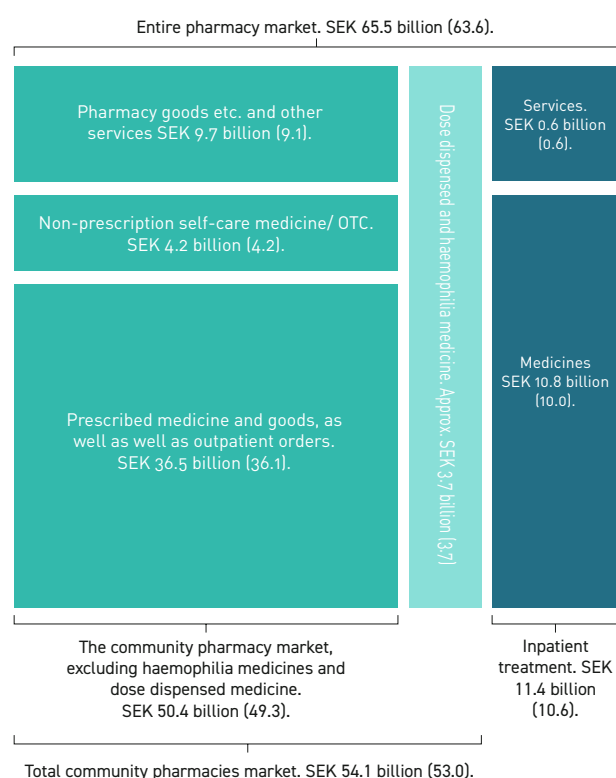 Entire pharmacy market. SEK 65.5 billion (63.6).
Pharmacy goods etc. and other
services SEK 9.7 billion (9.1).
Non-prescription self-care medicine/ OTC.
SEK 4.2 billion (4.2).
Prescribed medicine and goods, as
well as well as outpatient orders.
SEK 36.5 billion (36.1).
Dose dispensed and haemophilia medicine. Approx. SEK 3.7 billion (3.7)
Services.
SEK 0.6 billion
(0.6).
Medicines
SEK 10.8 billion
(10.0).
The community pharmacy market,
excluding haemophilia medicines and
dose dispensed medicine.
SEK 50.4 billion (49.3).
Inpatient
treatment. SEK
11.4 billion
(10.6).
Total community pharmacies market. SEK 54.1 billion (53.0).